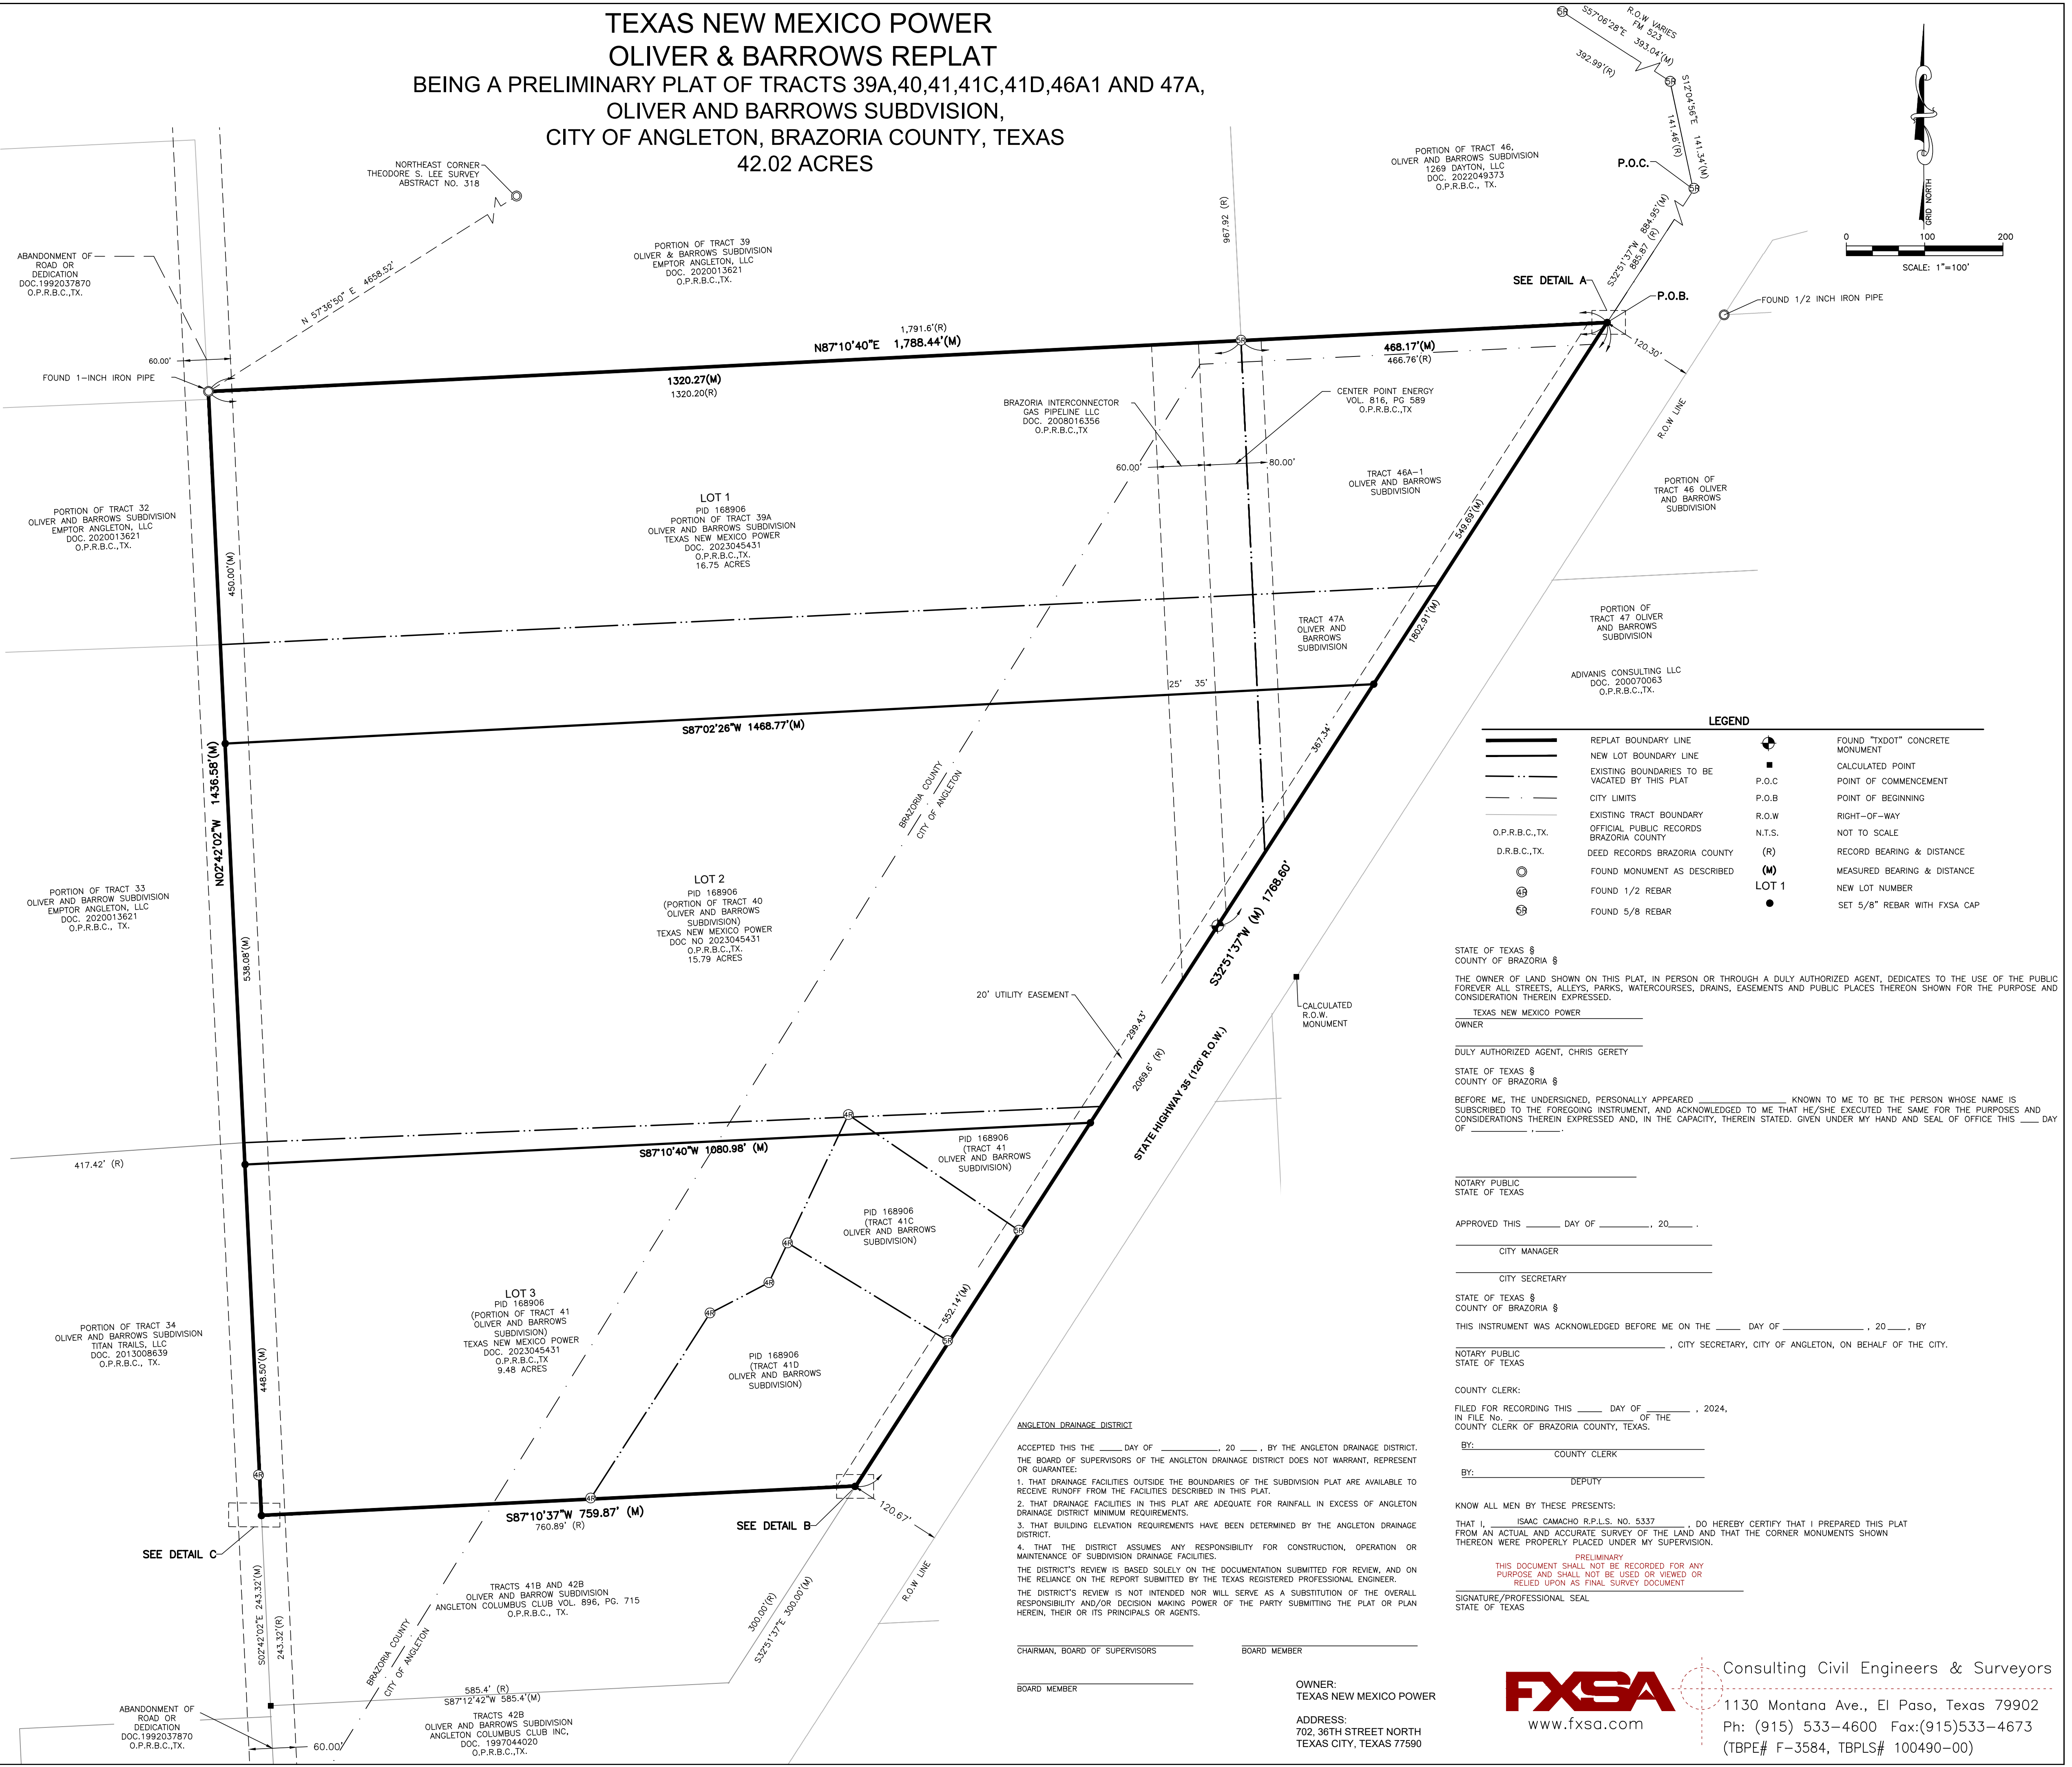 TEXAS NEW MEXICO POWER
OLIVER & BARROWS REPLAT
BEING A PRELIMINARY PLAT OF TRACTS 39A,40,41,41C,41D,46A1 AND 47A,
OLIVER AND BARROWS SUBDVISION,
CITY OF ANGLETON, BRAZORIA COUNTY, TEXAS
42.02 ACRES
5R
S57°06'28"E 393.04'(M)
392.99'(R)
R.O.W VARIES
FM 523
5R
S12°04'56"E 141.34'(M)
141.46'(R)
P.O.C.
5R
S32°51'37"W 884.95'(M)
885.87 (R)
GRID NORTH
0 100 200
SCALE: 1"=100'
NORTHEAST CORNER
THEODORE S. LEE SURVEY
ABSTRACT NO. 318
N 57°36'50" E 4658.52'
ABANDONMENT OF
ROAD OR
DEDICATION
DOC.1992037870
O.P.R.B.C.,TX.
60.00'
FOUND 1-INCH IRON PIPE
PORTION OF TRACT 39
OLIVER & BARROWS SUBDIVISION
EMPTOR ANGLETON, LLC
DOC. 2020013621
O.P.R.B.C.,TX.
967.92 (R)
PORTION OF TRACT 46,
OLIVER AND BARROWS SUBDIVISION
1269 DAYTON, LLC
DOC. 2022049373
O.P.R.B.C., TX.
SEE DETAIL A
P.O.B.
FOUND 1/2 INCH IRON PIPE
120.30'
R.O.W LINE
1,791.6'(R)
N87°10'40"E 1,788.44'(M)
5R
468.17'(M)
466.76'(R)
1320.27(M)
1320.20(R)
BRAZORIA INTERCONNECTOR
GAS PIPELINE LLC
DOC. 2008016356
O.P.R.B.C.,TX
CENTER POINT ENERGY
VOL. 816, PG 589
O.P.R.B.C.,TX
60.00'
80.00'
TRACT 46A-1
OLIVER AND BARROWS
SUBDIVISION
PORTION OF
TRACT 46 OLIVER
AND BARROWS
SUBDIVISION
PORTION OF TRACT 32
OLIVER AND BARROWS SUBDIVISION
EMPTOR ANGLETON, LLC
DOC. 2020013621
O.P.R.B.C.,TX.
450.00'(M)
LOT 1
PID 168906
PORTION OF TRACT 39A
OLIVER AND BARROWS SUBDIVISION
TEXAS NEW MEXICO POWER
DOC. 2023045431
O.P.R.B.C.,TX.
16.75 ACRES
549.69'(M)
1802.91'(M)
TRACT 47A
OLIVER AND
BARROWS
SUBDIVISION
PORTION OF
TRACT 47 OLIVER
AND BARROWS
SUBDIVISION
ADIVANIS CONSULTING LLC
DOC. 200070063
O.P.R.B.C.,TX.
25' 35'
S87°02'26"W 1468.77'(M)
367.34'
N02°42'02"W 1436.58'(M)
BRAZORIA COUNTY
CITY OF ANGLETON
LEGEND
REPLAT BOUNDARY LINE
NEW LOT BOUNDARY LINE
EXISTING BOUNDARIES TO BE
VACATED BY THIS PLAT
CITY LIMITS
EXISTING TRACT BOUNDARY
O.P.R.B.C.,TX. OFFICIAL PUBLIC RECORDS
BRAZORIA COUNTY
D.R.B.C.,TX. DEED RECORDS BRAZORIA COUNTY
FOUND MONUMENT AS DESCRIBED
4R FOUND 1/2 REBAR
5R FOUND 5/8 REBAR
FOUND "TXDOT" CONCRETE
MONUMENT
CALCULATED POINT
P.O.C POINT OF COMMENCEMENT
P.O.B POINT OF BEGINNING
R.O.W RIGHT-OF-WAY
N.T.S. NOT TO SCALE
(R) RECORD BEARING & DISTANCE
(M) MEASURED BEARING & DISTANCE
LOT 1 NEW LOT NUMBER
SET 5/8" REBAR WITH FXSA CAP
PORTION OF TRACT 33
OLIVER AND BARROW SUBDIVISION
EMPTOR ANGLETON, LLC
DOC. 2020013621
O.P.R.B.C., TX.
538.08'(M)
LOT 2
PID 168906
(PORTION OF TRACT 40
OLIVER AND BARROWS
SUBDIVISION)
TEXAS NEW MEXICO POWER
DOC NO 2023045431
O.P.R.B.C.,TX.
15.79 ACRES
S32°51'37"W (M) 1768.60'
20' UTILITY EASEMENT
CALCULATED
R.O.W.
MONUMENT
299.43'
2069.6' (R)
STATE HIGHWAY 35 (120' R.O.W.)
417.42' (R)
4R
S87°10'40"W 1080.98' (M)
PID 168906
(TRACT 41
OLIVER AND BARROWS
SUBDIVISION)
PID 168906
(TRACT 41C
OLIVER AND BARROWS
SUBDIVISION)
5R
4R
4R
4R
5R
552.14'(M)
PORTION OF TRACT 34
OLIVER AND BARROWS SUBDIVISION
TITAN TRAILS, LLC
DOC. 2013008639
O.P.R.B.C., TX.
448.50'(M)
LOT 3
PID 168906
(PORTION OF TRACT 41
OLIVER AND BARROWS
SUBDIVISION)
TEXAS NEW MEXICO POWER
DOC. 2023045431
O.P.R.B.C.,TX
9.48 ACRES
PID 168906
(TRACT 41D
OLIVER AND BARROWS
SUBDIVISION)
4R
4R
S87°10'37"W 759.87' (M)
760.89' (R)
SEE DETAIL B
120.67'
SEE DETAIL C
S02°42'02"E 243.32'(M)
243.32'(R)
TRACTS 41B AND 42B
OLIVER AND BARROW SUBDIVISION
ANGLETON COLUMBUS CLUB VOL. 896, PG. 715
O.P.R.B.C., TX.
300.00'(R)
S32°51'37"E 300.00'(M)
R.O.W LINE
BRAZORIA COUNTY
CITY OF ANGLETON
585.4' (R)
S87°12'42"W 585.4'(M)
TRACTS 42B
OLIVER AND BARROWS SUBDIVISION
ANGLETON COLUMBUS CLUB INC,
DOC. 1997044020
O.P.R.B.C.,TX.
ABANDONMENT OF
ROAD OR
DEDICATION
DOC.1992037870
O.P.R.B.C.,TX.
60.00'
ANGLETON DRAINAGE DISTRICT
ACCEPTED THIS THE ____ DAY OF __________, 20 ___, BY THE ANGLETON DRAINAGE DISTRICT.
THE BOARD OF SUPERVISORS OF THE ANGLETON DRAINAGE DISTRICT DOES NOT WARRANT, REPRESENT
OR GUARANTEE:
1. THAT DRAINAGE FACILITIES OUTSIDE THE BOUNDARIES OF THE SUBDIVISION PLAT ARE AVAILABLE TO
RECEIVE RUNOFF FROM THE FACILITIES DESCRIBED IN THIS PLAT.
2. THAT DRAINAGE FACILITIES IN THIS PLAT ARE ADEQUATE FOR RAINFALL IN EXCESS OF ANGLETON
DRAINAGE DISTRICT MINIMUM REQUIREMENTS.
3. THAT BUILDING ELEVATION REQUIREMENTS HAVE BEEN DETERMINED BY THE ANGLETON DRAINAGE
DISTRICT.
4. THAT THE DISTRICT ASSUMES ANY RESPONSIBILITY FOR CONSTRUCTION, OPERATION OR
MAINTENANCE OF SUBDIVISION DRAINAGE FACILITIES.
THE DISTRICT'S REVIEW IS BASED SOLELY ON THE DOCUMENTATION SUBMITTED FOR REVIEW, AND ON
THE RELIANCE ON THE REPORT SUBMITTED BY THE TEXAS REGISTERED PROFESSIONAL ENGINEER.
THE DISTRICT'S REVIEW IS NOT INTENDED NOR WILL SERVE AS A SUBSTITUTION OF THE OVERALL
RESPONSIBILITY AND/OR DECISION MAKING POWER OF THE PARTY SUBMITTING THE PLAT OR PLAN
HEREIN, THEIR OR ITS PRINCIPALS OR AGENTS.
CHAIRMAN, BOARD OF SUPERVISORS
BOARD MEMBER
BOARD MEMBER
OWNER:
TEXAS NEW MEXICO POWER
ADDRESS:
702, 36TH STREET NORTH
TEXAS CITY, TEXAS 77590
STATE OF TEXAS §
COUNTY OF BRAZORIA §
THE OWNER OF LAND SHOWN ON THIS PLAT, IN PERSON OR THROUGH A DULY AUTHORIZED AGENT, DEDICATES TO THE USE OF THE PUBLIC
FOREVER ALL STREETS, ALLEYS, PARKS, WATERCOURSES, DRAINS, EASEMENTS AND PUBLIC PLACES THEREON SHOWN FOR THE PURPOSE AND
CONSIDERATION THEREIN EXPRESSED.
TEXAS NEW MEXICO POWER
OWNER
DULY AUTHORIZED AGENT, CHRIS GERETY
STATE OF TEXAS §
COUNTY OF BRAZORIA §
BEFORE ME, THE UNDERSIGNED, PERSONALLY APPEARED ______________ KNOWN TO ME TO BE THE PERSON WHOSE NAME IS
SUBSCRIBED TO THE FOREGOING INSTRUMENT, AND ACKNOWLEDGED TO ME THAT HE/SHE EXECUTED THE SAME FOR THE PURPOSES AND
CONSIDERATIONS THEREIN EXPRESSED AND, IN THE CAPACITY, THEREIN STATED. GIVEN UNDER MY HAND AND SEAL OF OFFICE THIS ___ DAY
OF _________ ,____.
NOTARY PUBLIC
STATE OF TEXAS
APPROVED THIS ______ DAY OF ________, 20____ .
CITY MANAGER
CITY SECRETARY
STATE OF TEXAS §
COUNTY OF BRAZORIA §
THIS INSTRUMENT WAS ACKNOWLEDGED BEFORE ME ON THE ____ DAY OF _____________ , 20 ___, BY
__________________________ , CITY SECRETARY, CITY OF ANGLETON, ON BEHALF OF THE CITY.
NOTARY PUBLIC
STATE OF TEXAS
COUNTY CLERK:
FILED FOR RECORDING THIS ____ DAY OF _______ , 2024,
IN FILE No. ____________________ OF THE
COUNTY CLERK OF BRAZORIA COUNTY, TEXAS.
BY:
COUNTY CLERK
BY:
DEPUTY
KNOW ALL MEN BY THESE PRESENTS:
THAT I, ISAAC CAMACHO R.P.L.S. NO. 5337 , DO HEREBY CERTIFY THAT I PREPARED THIS PLAT
FROM AN ACTUAL AND ACCURATE SURVEY OF THE LAND AND THAT THE CORNER MONUMENTS SHOWN
THEREON WERE PROPERLY PLACED UNDER MY SUPERVISION.
PRELIMINARY
THIS DOCUMENT SHALL NOT BE RECORDED FOR ANY
PURPOSE AND SHALL NOT BE USED OR VIEWED OR
RELIED UPON AS FINAL SURVEY DOCUMENT
SIGNATURE/PROFESSIONAL SEAL
STATE OF TEXAS
FXSA
www.fxsa.com
Consulting Civil Engineers & Surveyors
1130 Montana Ave., El Paso, Texas 79902
Ph: (915) 533-4600 Fax:(915)533-4673
(TBPE# F-3584, TBPLS# 100490-00)